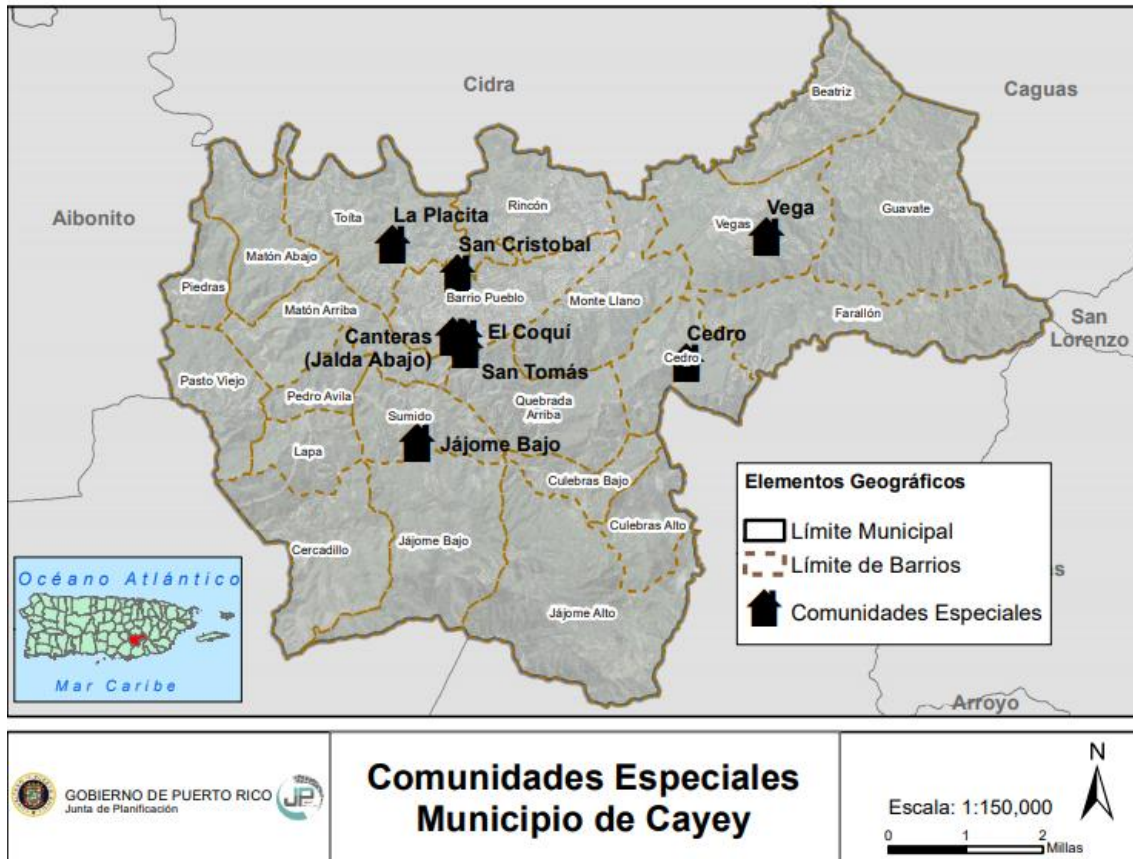 Cidra
Caguas
Aibonito
San
Lorenzo
Arroyo
Beatriz
Guavate
Vegas
Vega
Rincón
Toíta
La Placita
San Cristobal
Matón Abajo
Piedras
Barrio Pueblo
Monte Llano
Matón Arriba
Farallón
Canteras
(Jalda Abajo)
El Coquí
San Tomás
Cedro
Cedro
Pasto Viejo
Pedro Avila
Quebrada
Arriba
Sumido
Jájome Bajo
Lapa
Culebras Bajo
Culebras Alto
Cercadillo
Jájome Bajo
Jájome Alto
Elementos Geográficos
Límite Municipal
Límite de Barrios
Comunidades Especiales
Océano Atlántico
Mar Caribe
GOBIERNO DE PUERTO RICO
Junta de Planificación
JP
Comunidades Especiales
Municipio de Cayey
N
Escala: 1:150,000
0 1 2
Millas